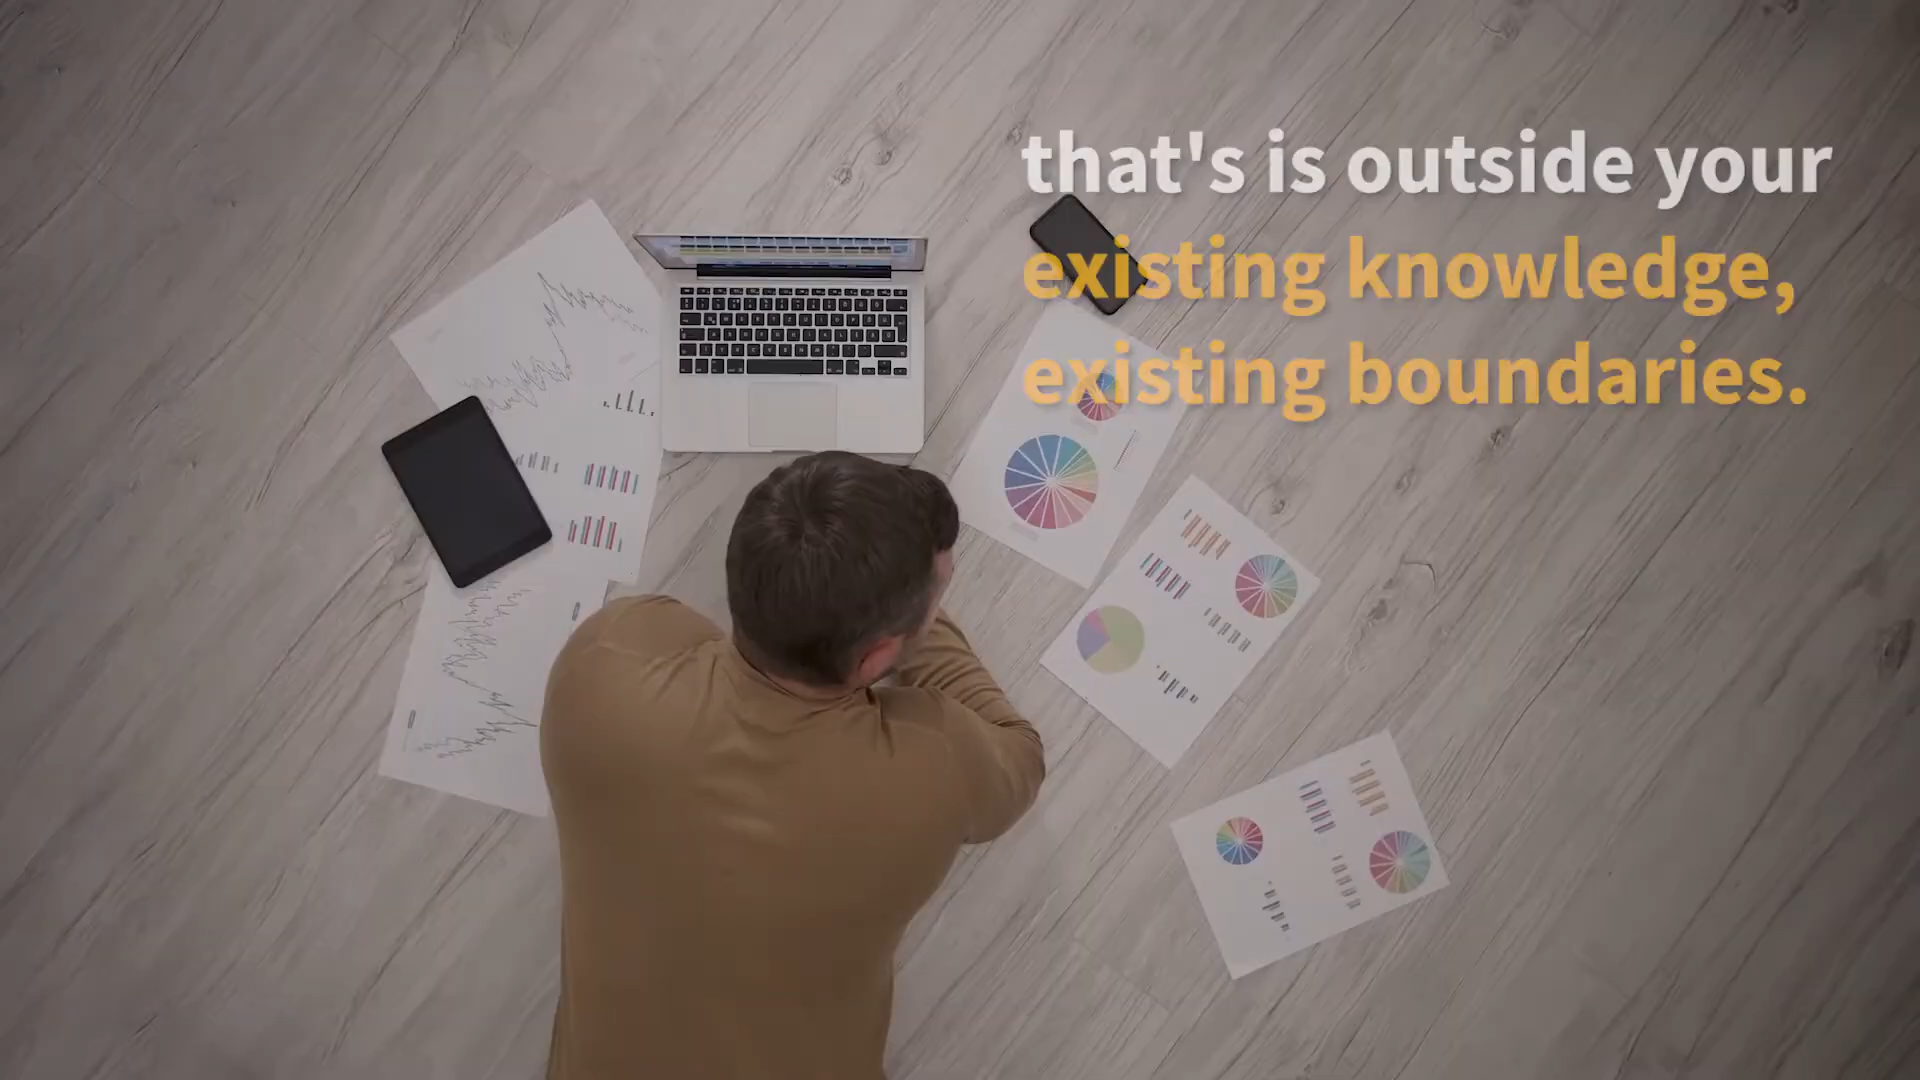 that's is outside your
existing knowledge,
existing boundaries.